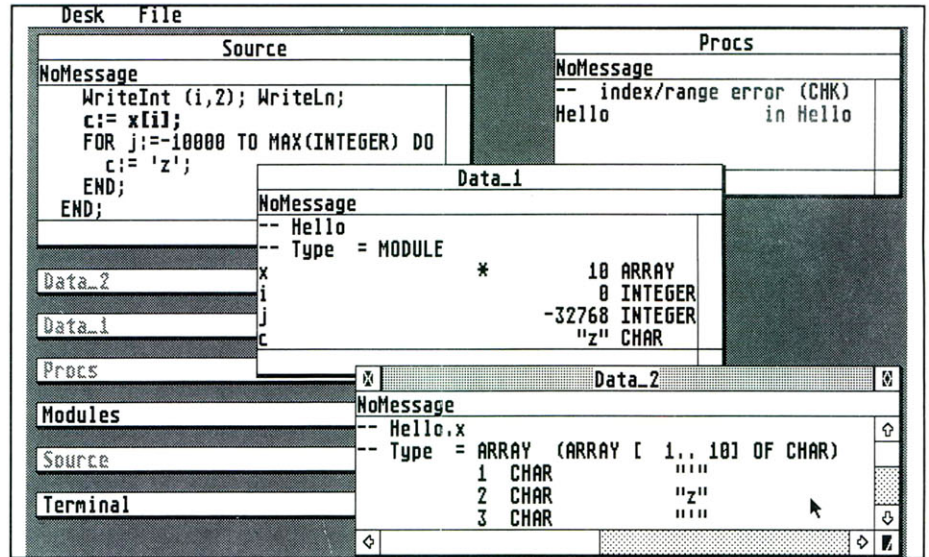 Desk File
Source
NoMessage
WriteInt (i,2); WriteLn;
c:= x[i];
FOR j:=-10000 TO MAX(INTEGER) DO
c:= 'z';
END;
END;
Procs
NoMessage
-- index/range error (CHK)
Hello in Hello
Data_1
NoMessage
-- Hello
-- Type = MODULE
x * 10 ARRAY
i 0 INTEGER
j -32768 INTEGER
c "z" CHAR
Data_2
Data_1
Procs
Modules
Source
Terminal
Data_2
NoMessage
-- Hello.x
-- Type = ARRAY (ARRAY [ 1.. 10] OF CHAR)
1 CHAR "'"
2 CHAR "z"
3 CHAR "'"